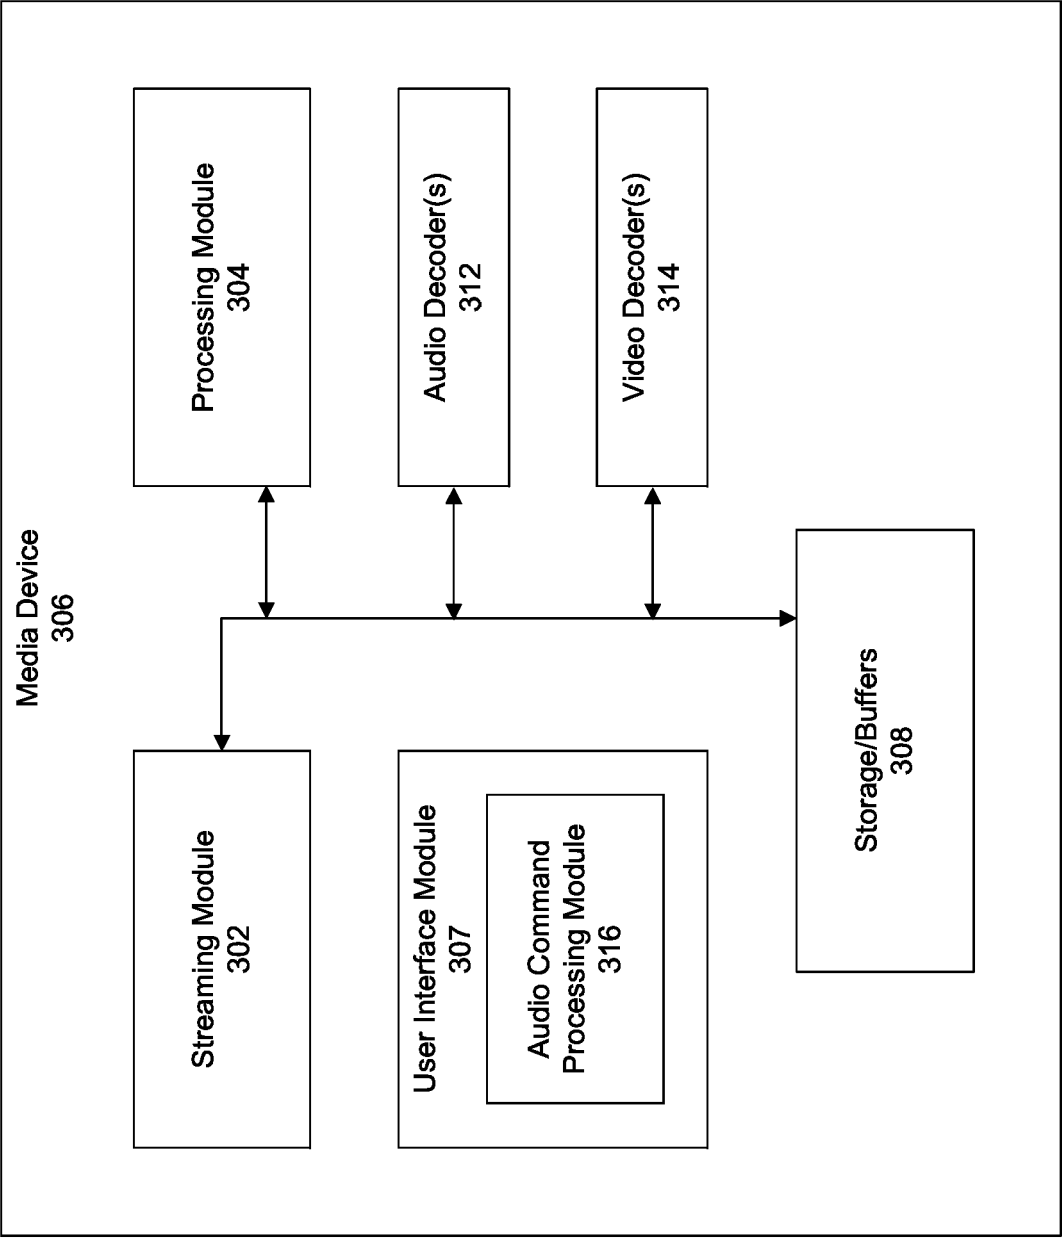 Media Device
306
Streaming Module
302
Processing Module
304
User Interface Module
307
Audio Command
Processing Module
316
Audio Decoder(s)
312
Video Decoder(s)
314
Storage/Buffers
308